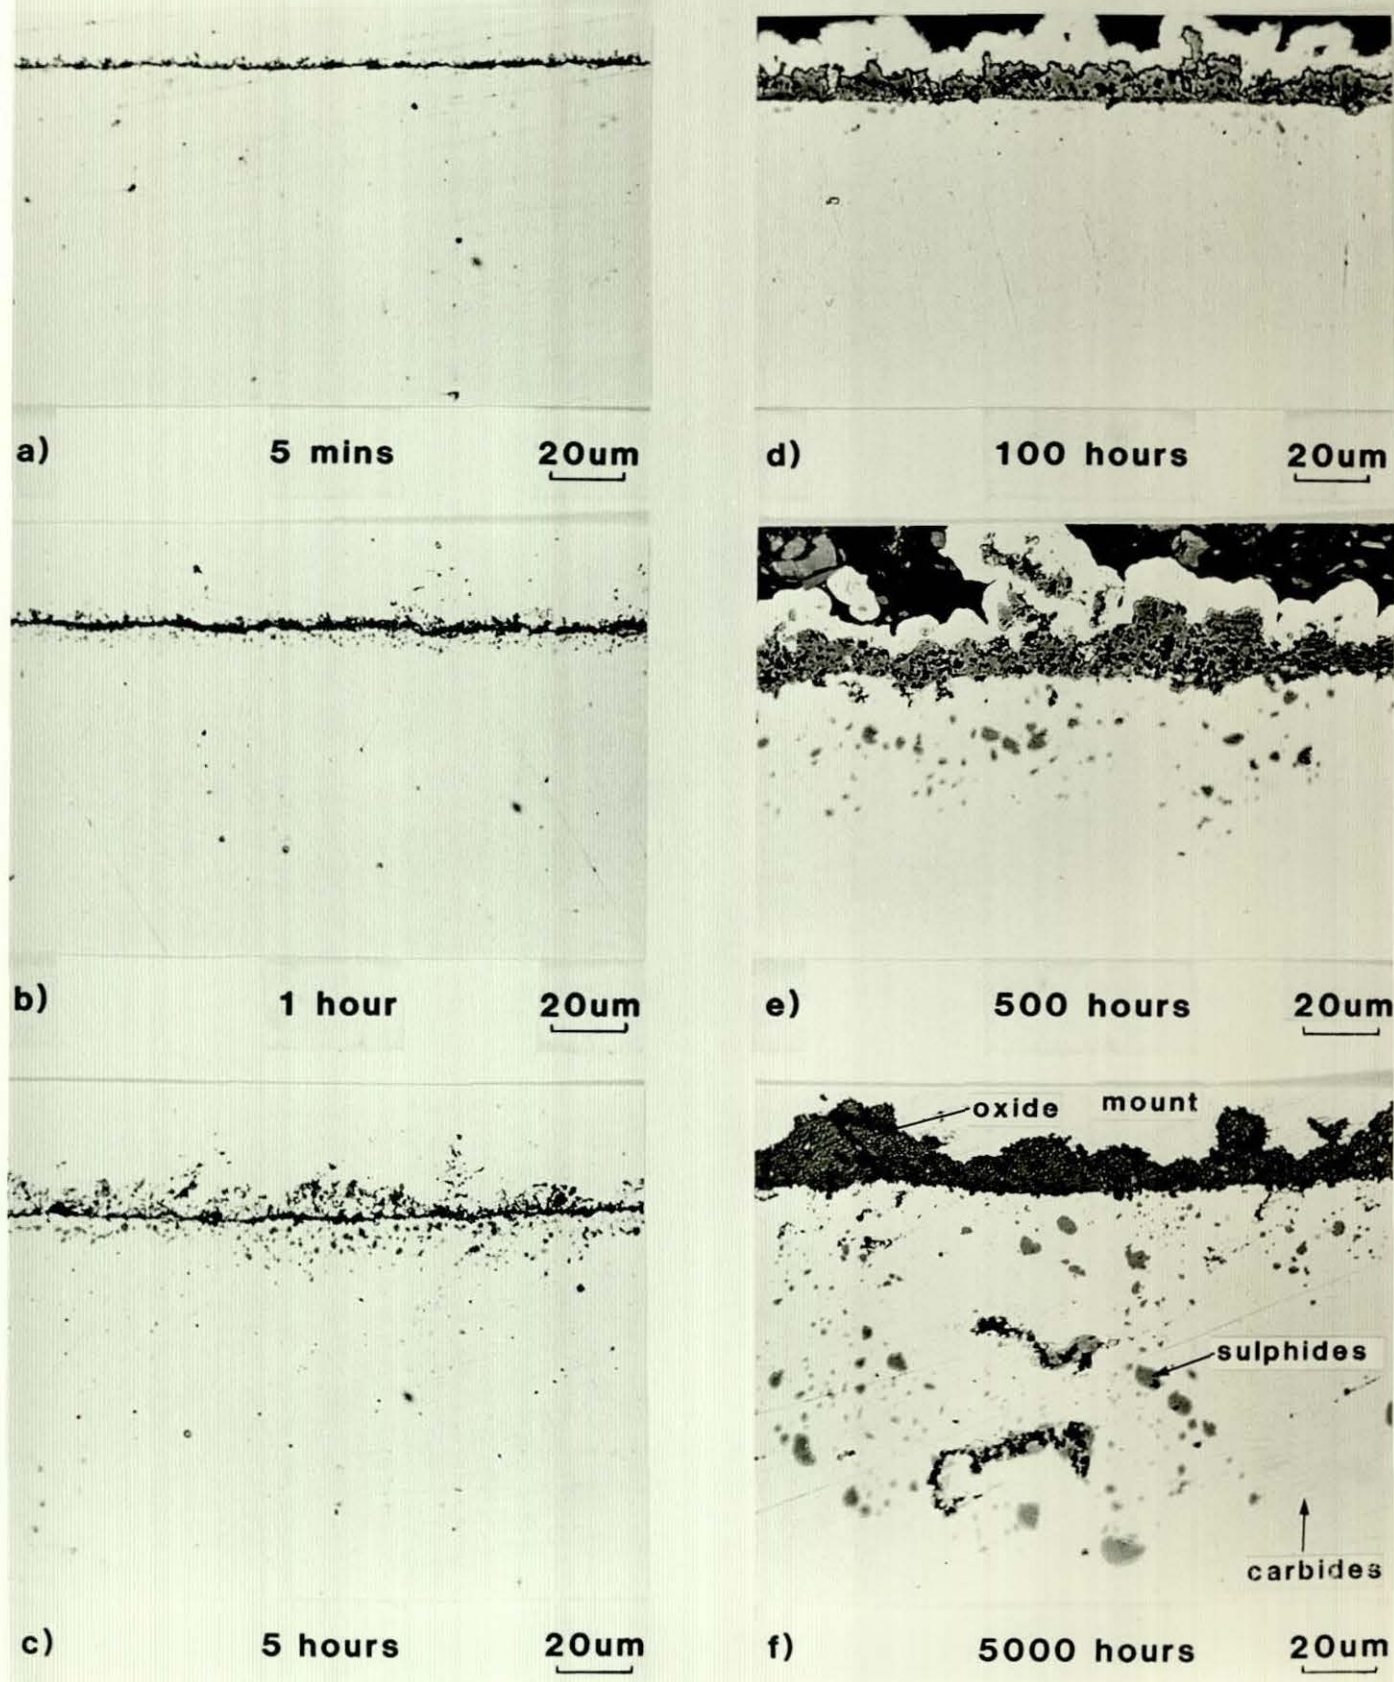 a) 5 mins 20um
b) 1 hour 20um
c) 5 hours 20um
d) 100 hours 20um
e) 500 hours 20um
oxide mount
sulphides
carbides
f) 5000 hours 20um